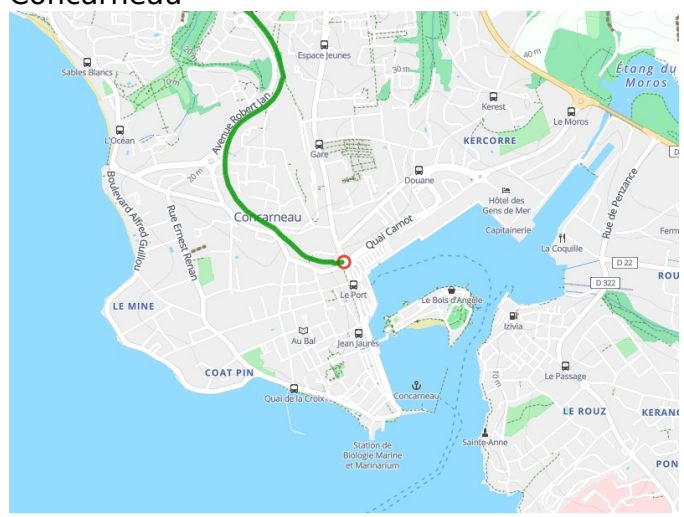 Concarneau
Espace Jeunes
Étang du
Moros
Sables Blancs
20 m
10 m
30 m
40 m
Kerest
Le Moros
Avenue Robert Jan
L'Océan
KERCORRE
Gare
Douane
20 m
Boulevard Alfred Guillou
Rue Ernest Renan
Hôtel des
Gens de Mer
Rue de Penzance
Concarneau
Quai Carnot
Capitainerie
La Coquille
D 22
D 322
Le Port
Le Bois d'Angèle
LE MINE
Izivia
Au Bal
Jean Jaurès
COAT PIN
Le Passage
10 m
Quai de la Croix
Concarneau
LE ROUZ
Station de
Biologie Marine
et Marinarium
Sainte-Anne